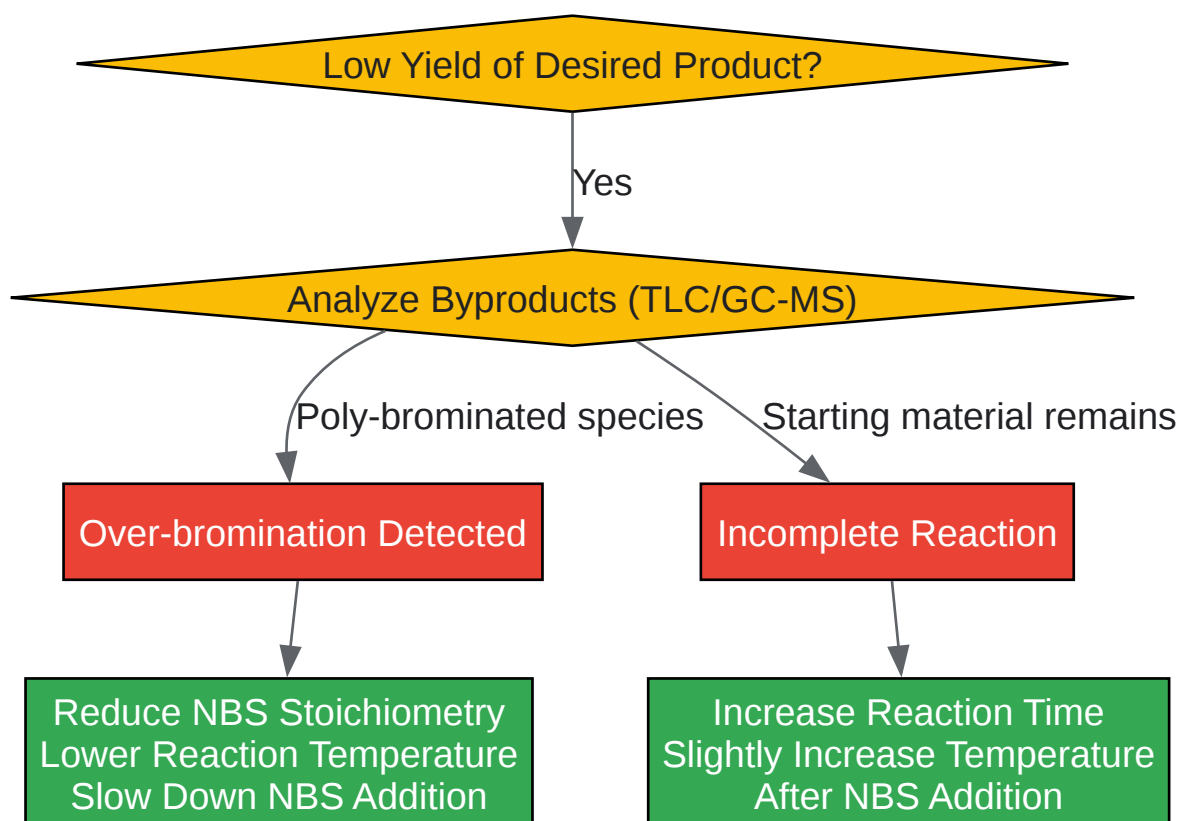 Low Yield of Desired Product?
Yes
Analyze Byproducts (TLC/GC-MS)
Poly-brominated species
Starting material remains
Over-bromination Detected
Incomplete Reaction
Reduce NBS Stoichiometry
Lower Reaction Temperature
Slow Down NBS Addition
Increase Reaction Time
Slightly Increase Temperature
After NBS Addition